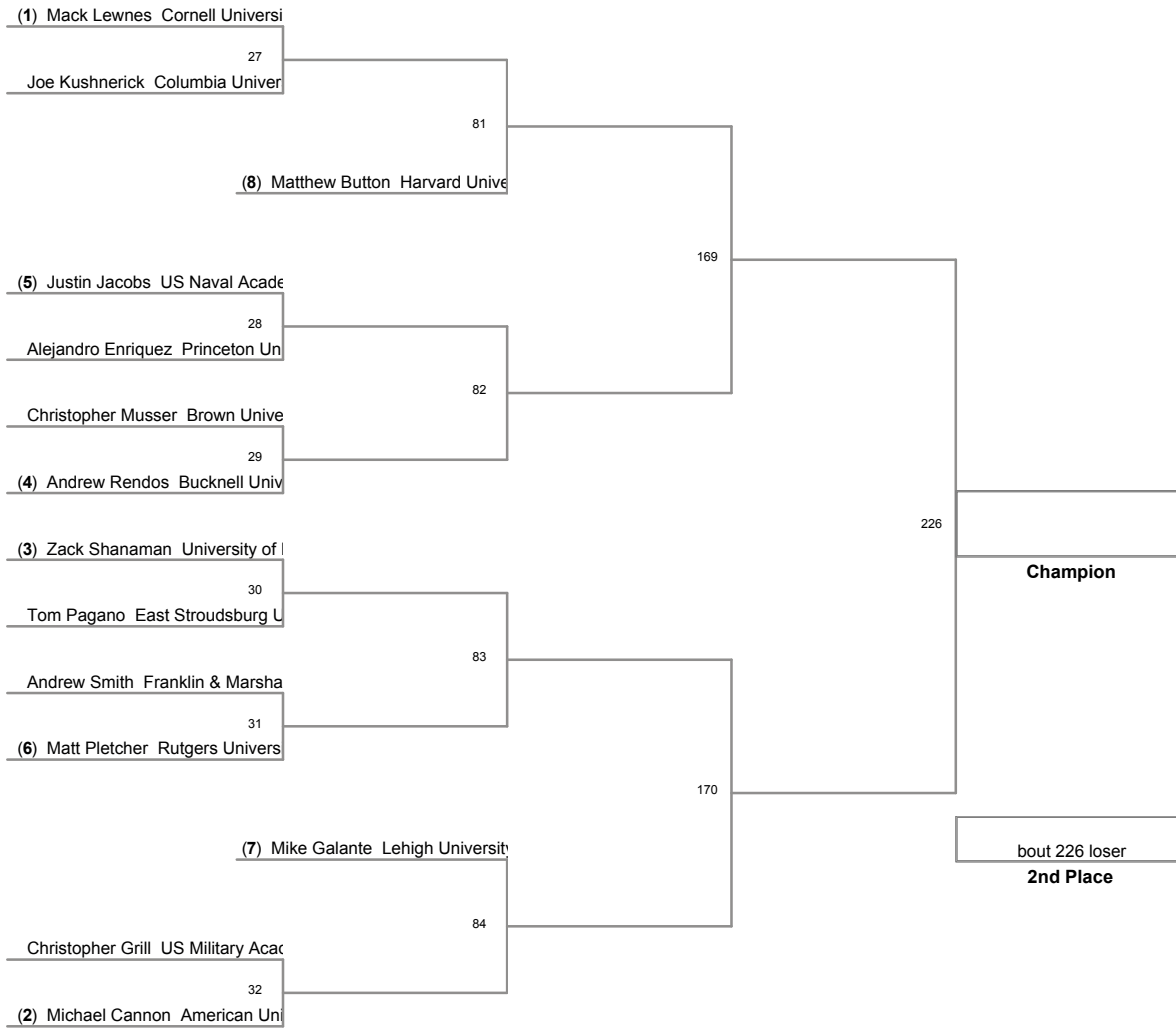 (1) Mack Lewnes Cornell Universi
27
Joe Kushnerick Columbia Univer
81
(8) Matthew Button Harvard Unive
169
(5) Justin Jacobs US Naval Acade
28
Alejandro Enriquez Princeton Un
82
Christopher Musser Brown Unive
29
(4) Andrew Rendos Bucknell Univ
226
(3) Zack Shanaman University of
30
Champion
Tom Pagano East Stroudsburg U
83
Andrew Smith Franklin & Marsha
31
(6) Matt Pletcher Rutgers Univers
170
(7) Mike Galante Lehigh University
bout 226 loser
2nd Place
84
Christopher Grill US Military Acad
32
(2) Michael Cannon American Uni